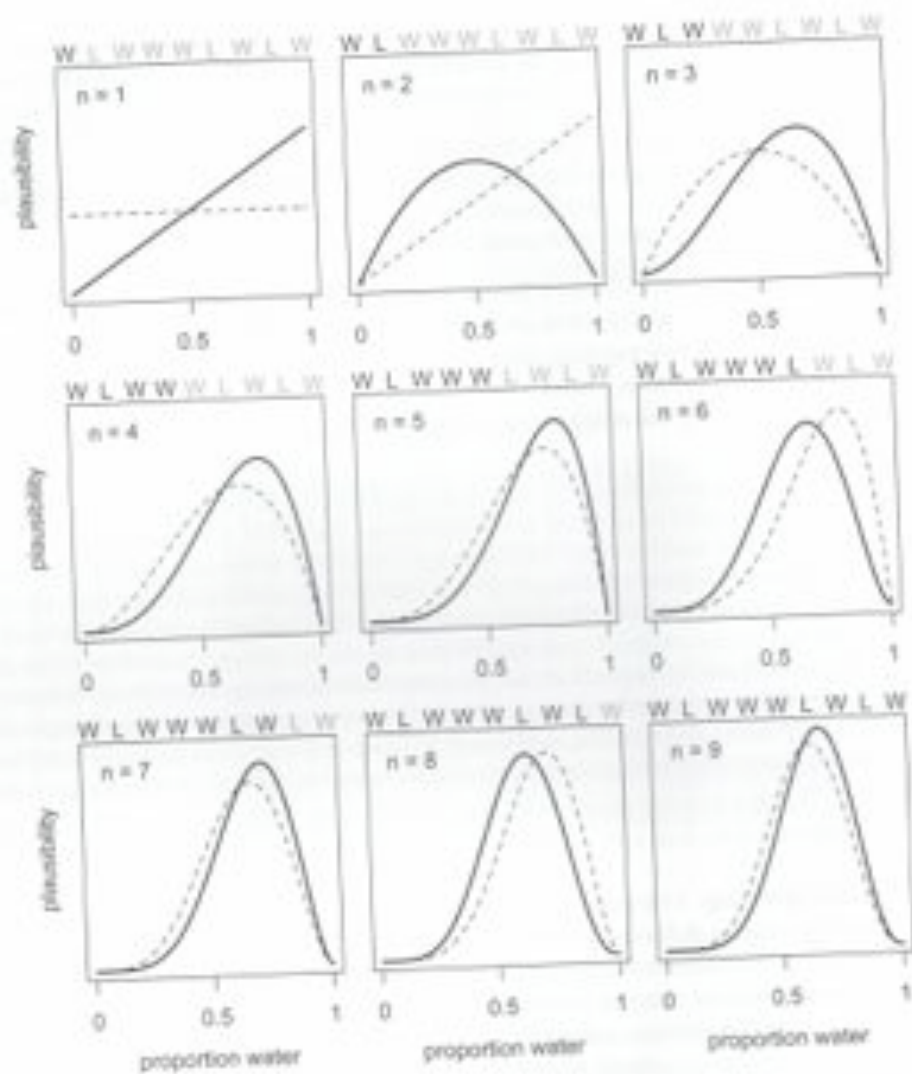 W L W W W L W L W
W L W W W L W L W
W L W W W L W L W
n = 1
n = 2
n = 3
plausibility
0 0.5 1
0 0.5 1
0 0.5 1
W L W W W L W L W
W L W W W L W L W
W L W W W L W L W
n = 4
n = 5
n = 6
plausibility
0 0.5 1
0 0.5 1
0 0.5 1
W L W W W L W L W
W L W W W L W L W
W L W W W L W L W
n = 7
n = 8
n = 9
plausibility
0 0.5 1
0 0.5 1
0 0.5 1
proportion water
proportion water
proportion water